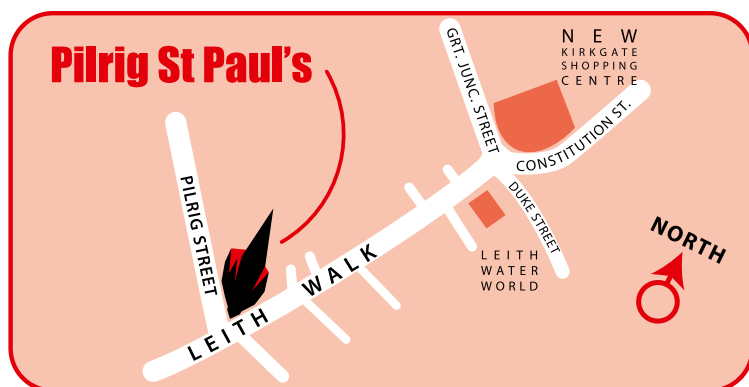 Pilrig St Paul's
NEW
KIRKGATE
SHOPPING
CENTRE
GRT. JUNC. STREET
CONSTITUTION ST.
PILRIG STREET
DUKE STREET
LEITH WALK
LEITH
WATER
WORLD
NORTH